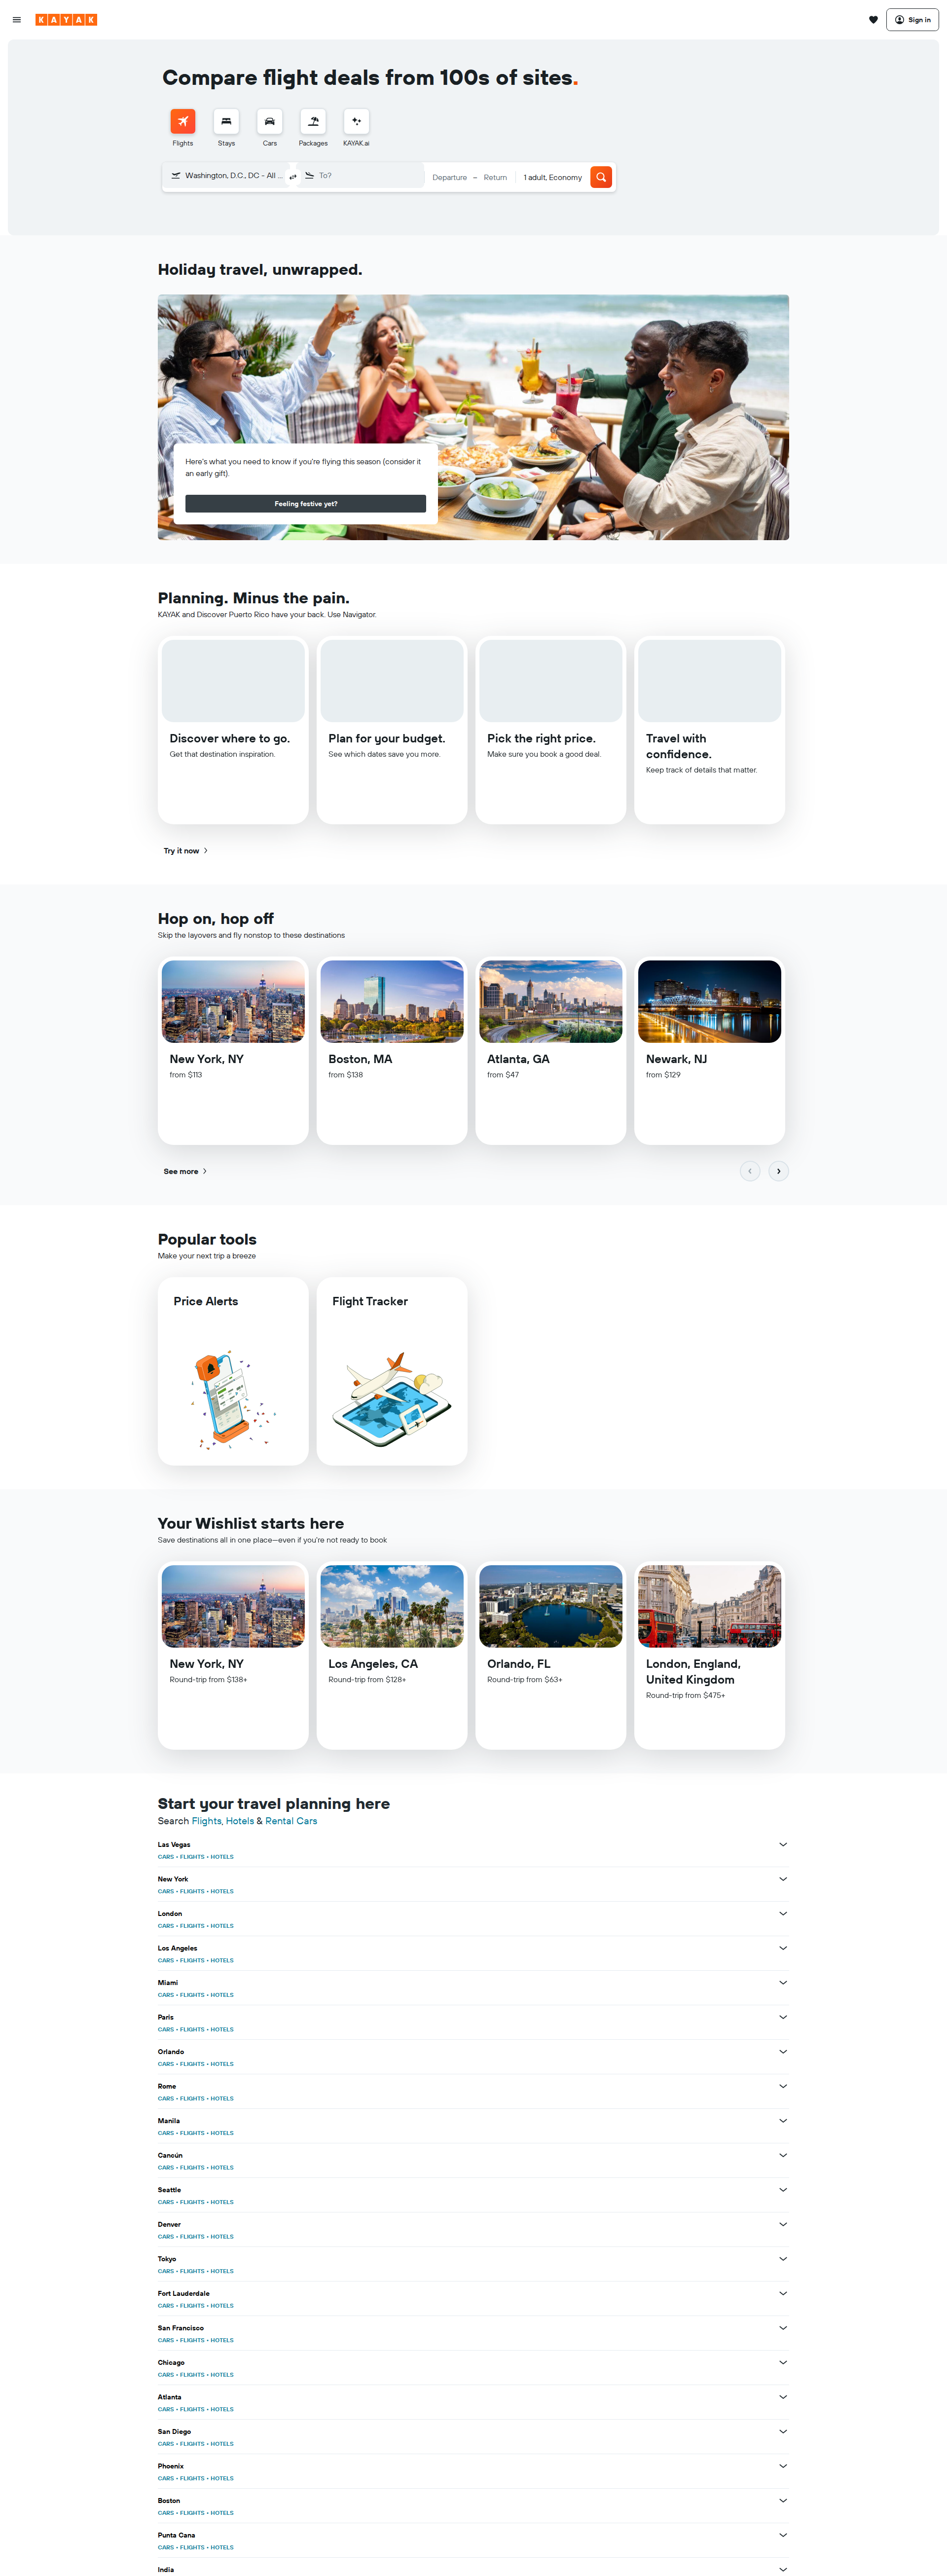 KAYAK
Sign in
Compare flight deals from 100s of sites.
Flights
Stays
Cars
Packages
KAYAK.ai
Washington, D.C., DC - All ...
To?
Departure – Return
1 adult, Economy
Holiday travel, unwrapped.
Here's what you need to know if you're flying this season (consider it
an early gift).
Feeling festive yet?
Planning. Minus the pain.
KAYAK and Discover Puerto Rico have your back. Use Navigator.
Discover where to go.
Get that destination inspiration.
Plan for your budget.
See which dates save you more.
Pick the right price.
Make sure you book a good deal.
Travel with
confidence.
Keep track of details that matter.
Try it now
Hop on, hop off
Skip the layovers and fly nonstop to these destinations
New York, NY
from $113
Boston, MA
from $138
Atlanta, GA
from $47
Newark, NJ
from $129
See more
Popular tools
Make your next trip a breeze
Price Alerts
Flight Tracker
Your Wishlist starts here
Save destinations all in one place—even if you're not ready to book
New York, NY
Round-trip from $138+
Los Angeles, CA
Round-trip from $128+
Orlando, FL
Round-trip from $63+
London, England,
United Kingdom
Round-trip from $475+
Start your travel planning here
Search Flights, Hotels & Rental Cars
Las Vegas
CARS • FLIGHTS • HOTELS
New York
CARS • FLIGHTS • HOTELS
London
CARS • FLIGHTS • HOTELS
Los Angeles
CARS • FLIGHTS • HOTELS
Miami
CARS • FLIGHTS • HOTELS
Paris
CARS • FLIGHTS • HOTELS
Orlando
CARS • FLIGHTS • HOTELS
Rome
CARS • FLIGHTS • HOTELS
Manila
CARS • FLIGHTS • HOTELS
Cancún
CARS • FLIGHTS • HOTELS
Seattle
CARS • FLIGHTS • HOTELS
Denver
CARS • FLIGHTS • HOTELS
Tokyo
CARS • FLIGHTS • HOTELS
Fort Lauderdale
CARS • FLIGHTS • HOTELS
San Francisco
CARS • FLIGHTS • HOTELS
Chicago
CARS • FLIGHTS • HOTELS
Atlanta
CARS • FLIGHTS • HOTELS
San Diego
CARS • FLIGHTS • HOTELS
Phoenix
CARS • FLIGHTS • HOTELS
Boston
CARS • FLIGHTS • HOTELS
Punta Cana
CARS • FLIGHTS • HOTELS
India